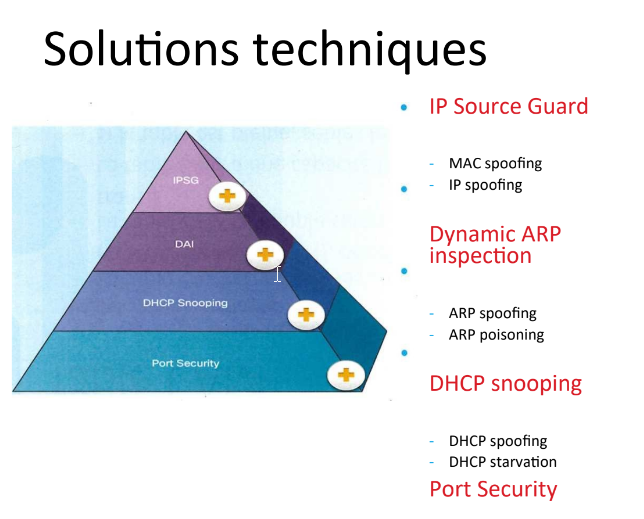 Solutions techniques
IPSG
DAI
DHCP Snooping
Port Security
• IP Source Guard
- MAC spoofing
- IP spoofing
•
Dynamic ARP
inspection
•
- ARP spoofing
- ARP poisoning
•
DHCP snooping
- DHCP spoofing
- DHCP starvation
Port Security